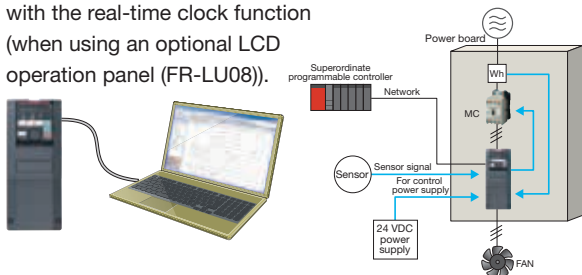 with the real-time clock function
(when using an optional LCD
operation panel (FR-LU08)).
Power board
Superordinate
programmable controller
Wh
Network
MC
Sensor
Sensor signal
For control
power supply
24 VDC
power
supply
FAN